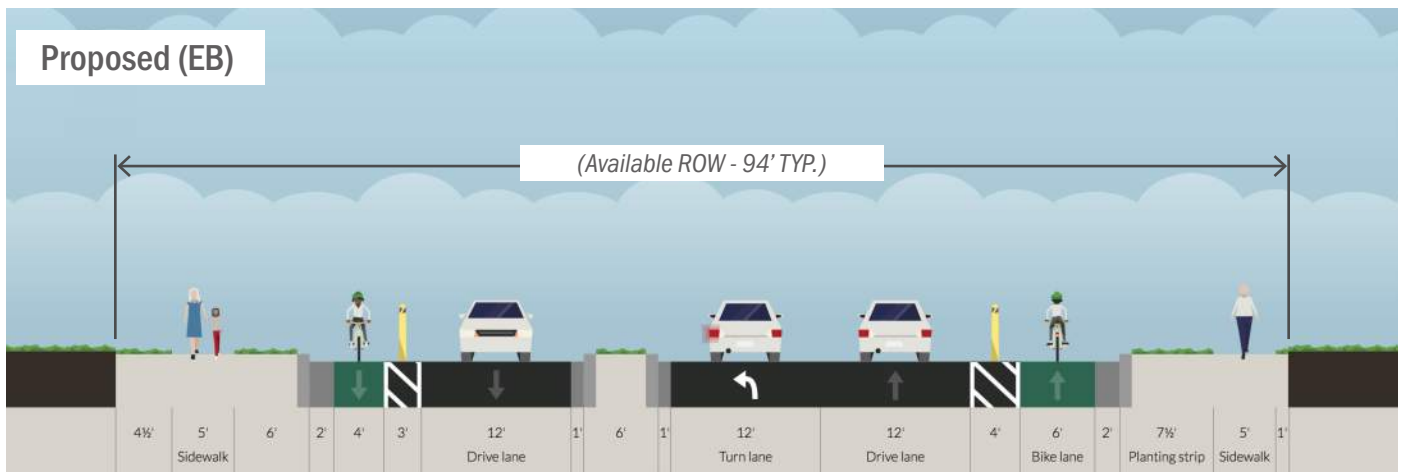 Proposed (EB)
(Available ROW - 94' TYP.)
4½' 5' 6' 2' 4' 3' 12' 1' 6' 1' 12' 12' 4' 6' 2' 7½' 5' 1'
Sidewalk Drive lane Turn lane Drive lane Bike lane Planting strip Sidewalk